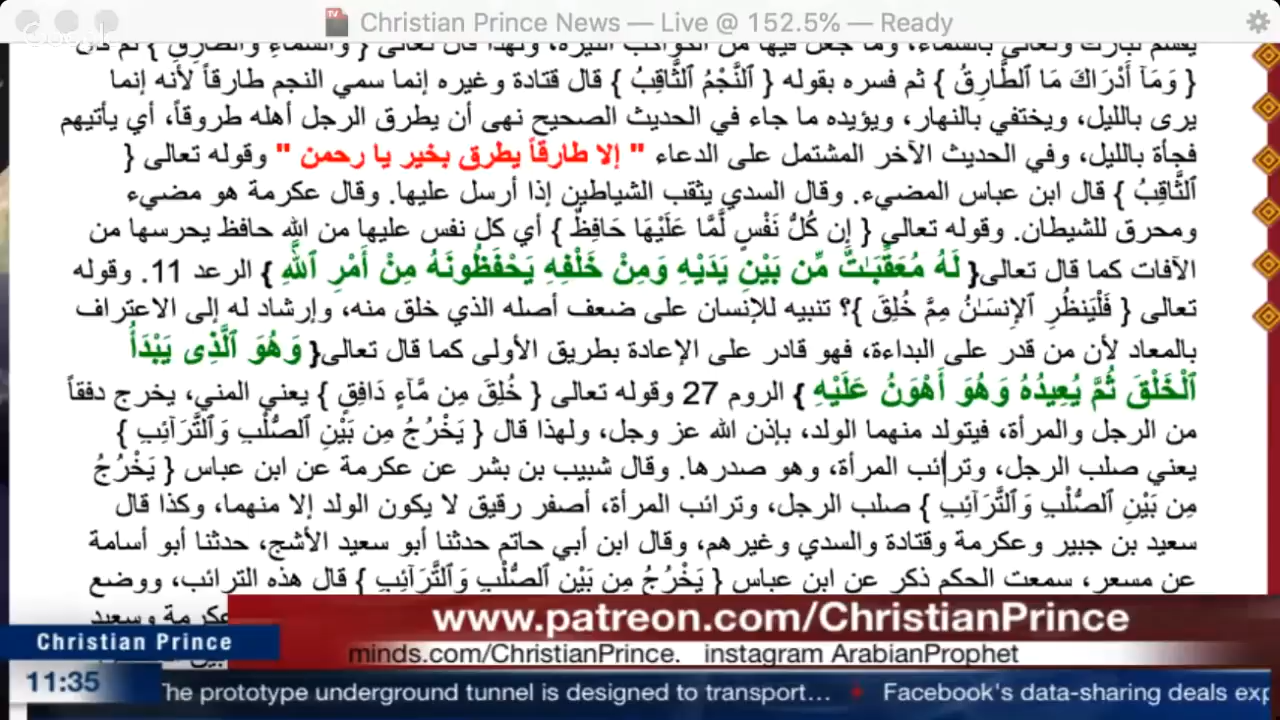 Christian Prince News — Live @ 152.5% — Ready
Google
يقسم تبارك وتعالى بالسماء، وما جعل فيها من الكواكب النيرة، ولهذا قال تعالى { وَٱلسَّمَآءِ وَٱلطَّارِقِ } ثم قال
{ وَمَآ أَدْرَاكَ مَا ٱلطَّارِقُ } ثم فسره بقوله { ٱلنَّجْمُ ٱلثَّاقِبُ } قال قتادة وغيره إنما سمي النجم طارقاً لأنه إنما
يرى بالليل، ويختفي بالنهار، ويؤيده ما جاء في الحديث الصحيح نهى أن يطرق الرجل أهله طروقاً، أي يأتيهم
فجأة بالليل، وفي الحديث الآخر المشتمل على الدعاء " إلا طارقاً يطرق بخير يا رحمن " وقوله تعالى {
ٱلثَّاقِبُ } قال ابن عباس المضيء. وقال السدي يثقب الشياطين إذا أرسل عليها. وقال عكرمة هو مضيء
ومحرق للشيطان. وقوله تعالى { إِن كُلُّ نَفْسٍ لَّمَّا عَلَيْهَا حَافِظٌ } أي كل نفس عليها من الله حافظ يحرسها من
الآفات كما قال تعالى{ لَهُ مُعَقِّبَـٰتٌ مِّن بَيْنِ يَدَيْهِ وَمِنْ خَلْفِهِ يَحْفَظُونَهُ مِنْ أَمْرِ ٱللَّهِ } الرعد 11. وقوله
تعالى { فَلْيَنظُرِ ٱلإِنسَـٰنُ مِمَّ خُلِقَ }؟ تنبيه للإنسان على ضعف أصله الذي خلق منه، وإرشاد له إلى الاعتراف
بالمعاد لأن من قدر على البداءة، فهو قادر على الإعادة بطريق الأولى كما قال تعالى{ وَهُوَ ٱلَّذِى يَبْدَأُ
ٱلْخَلْقَ ثُمَّ يُعِيدُهُ وَهُوَ أَهْوَنُ عَلَيْهِ } الروم 27 وقوله تعالى { خُلِقَ مِن مَّآءٍ دَافِقٍ } يعني المني، يخرج دفقاً
من الرجل والمرأة، فيتولد منهما الولد، بإذن الله عز وجل، ولهذا قال { يَخْرُجُ مِن بَيْنِ ٱلصُّلْبِ وَٱلتَّرَآئِبِ }
يعني صلب الرجل، وترائب المرأة، وهو صدرها. وقال شبيب بن بشر عن عكرمة عن ابن عباس { يَخْرُجُ
مِن بَيْنِ ٱلصُّلْبِ وَٱلتَّرَآئِبِ } صلب الرجل، وترائب المرأة، أصفر رقيق لا يكون الولد إلا منهما، وكذا قال
سعيد بن جبير وعكرمة وقتادة والسدي وغيرهم، وقال ابن أبي حاتم حدثنا أبو سعيد الأشج، حدثنا أبو أسامة
عن مسعر، سمعت الحكم ذكر عن ابن عباس { يَخْرُجُ مِن بَيْنِ ٱلصُّلْبِ وَٱلتَّرَآئِبِ } قال هذه الترائب، ووضع
عكرمة وسعيد
www.patreon.com/ChristianPrince
Christian Prince
minds.com/ChristianPrince. instagram ArabianProphet
11:35
The prototype underground tunnel is designed to transport... Facebook's data-sharing deals exp